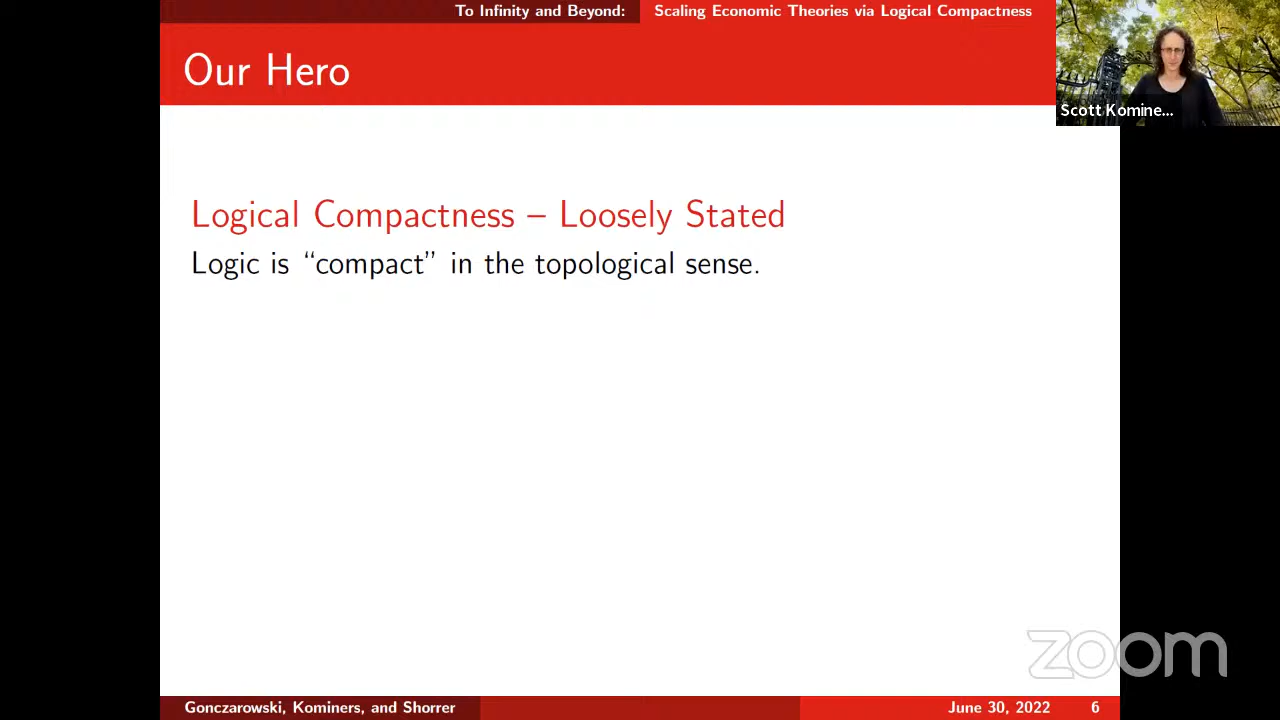 To Infinity and Beyond: Scaling Economic Theories via Logical Compactness
Our Hero
Scott Komine...
Logical Compactness – Loosely Stated
Logic is “compact” in the topological sense.
zoom
Gonczarowski, Kominers, and Shorrer June 30, 2022 6